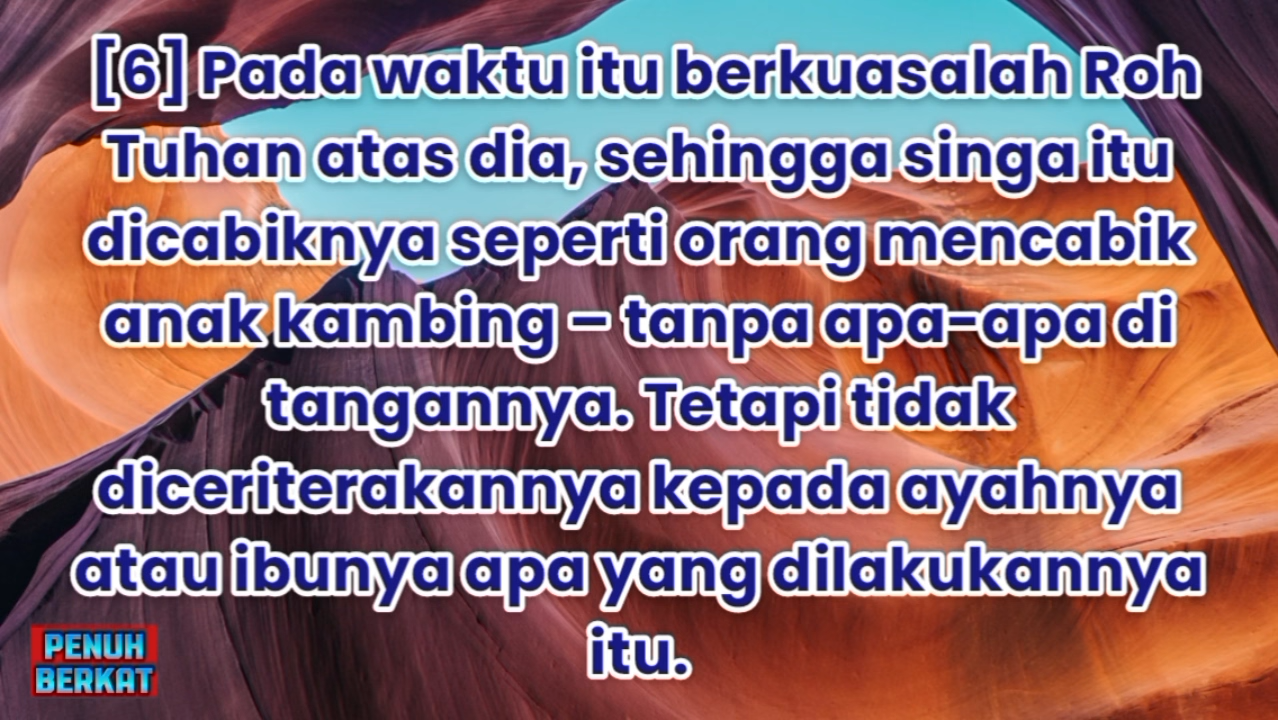 [6] Pada waktu itu berkuasalah Roh
Tuhan atas dia, sehingga singa itu
dicabiknya seperti orang mencabik
anak kambing – tanpa apa-apa di
tangannya. Tetapi tidak
diceriterakannya kepada ayahnya
atau ibunya apa yang dilakukannya
itu.
PENUH
BERKAT